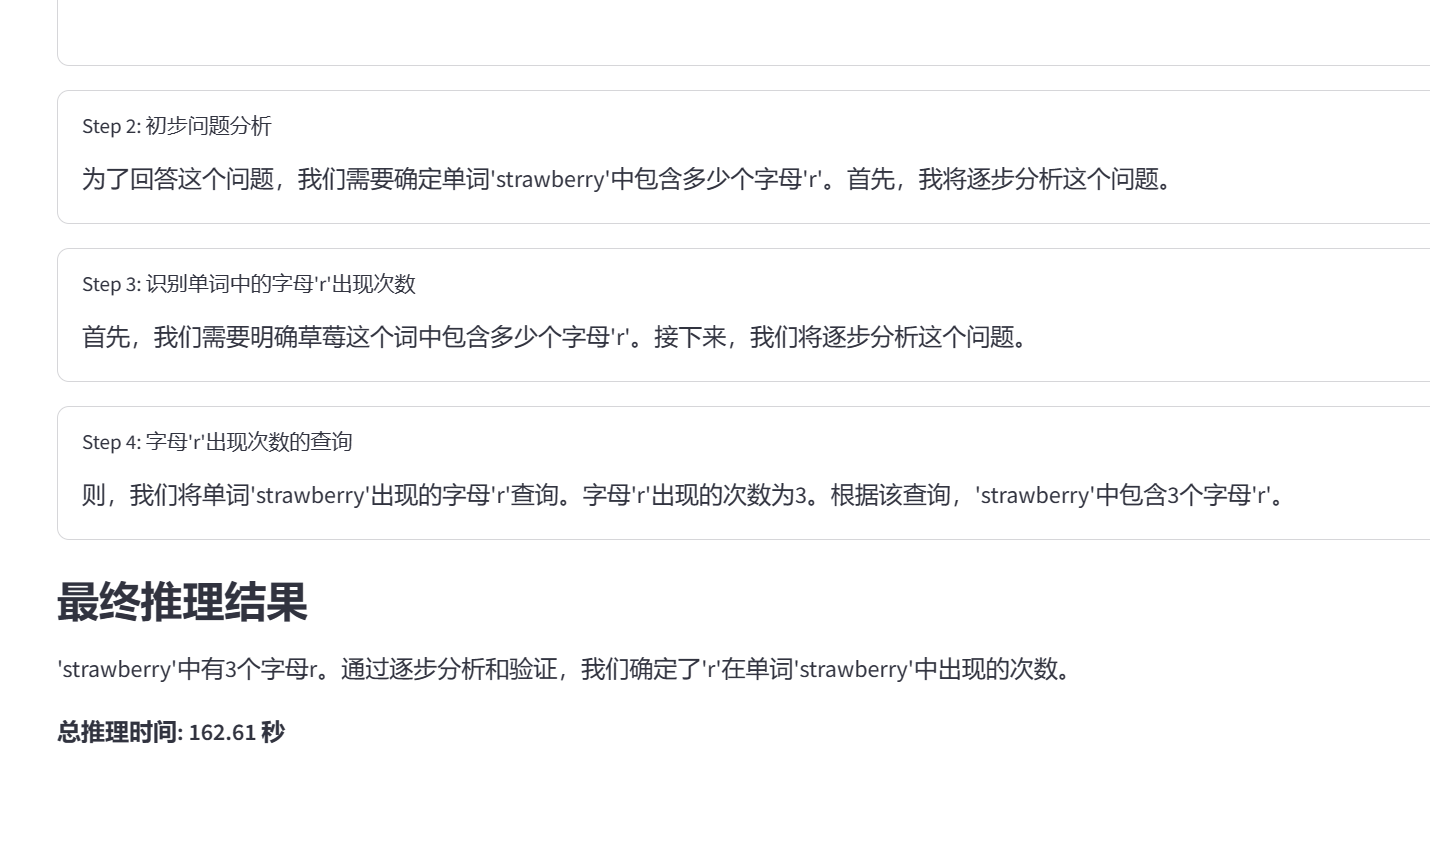 Step 2: 初步问题分析
为了回答这个问题，我们需要确定单词'strawberry'中包含多少个字母'r'。首先，我将逐步分析这个问题。
Step 3: 识别单词中的字母'r'出现次数
首先，我们需要明确草莓这个词中包含多少个字母'r'。接下来，我们将逐步分析这个问题。
Step 4: 字母'r'出现次数的查询
则，我们将单词'strawberry'出现的字母'r'查询。字母'r'出现的次数为3。根据该查询，'strawberry'中包含3个字母'r'。
最终推理结果
'strawberry'中有3个字母r。通过逐步分析和验证，我们确定了'r'在单词'strawberry'中出现的次数。
总推理时间: 162.61 秒